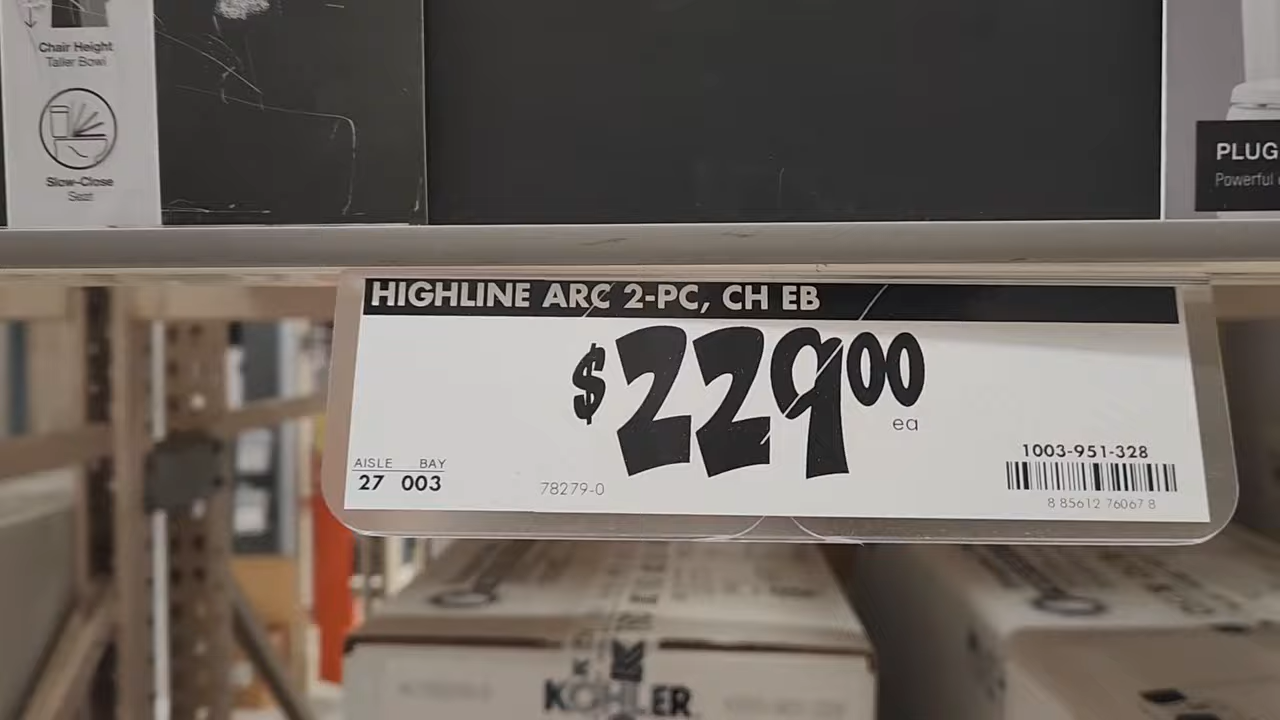 Chair Height
Taller Bowl
Slow-Close
Seat
PLUG
Powerful
HIGHLINE ARC 2-PC, CH EB
$229 00
ea
AISLE BAY
27 003
78279-0
1003-951-328
8 85612 76067 8
KOHLER